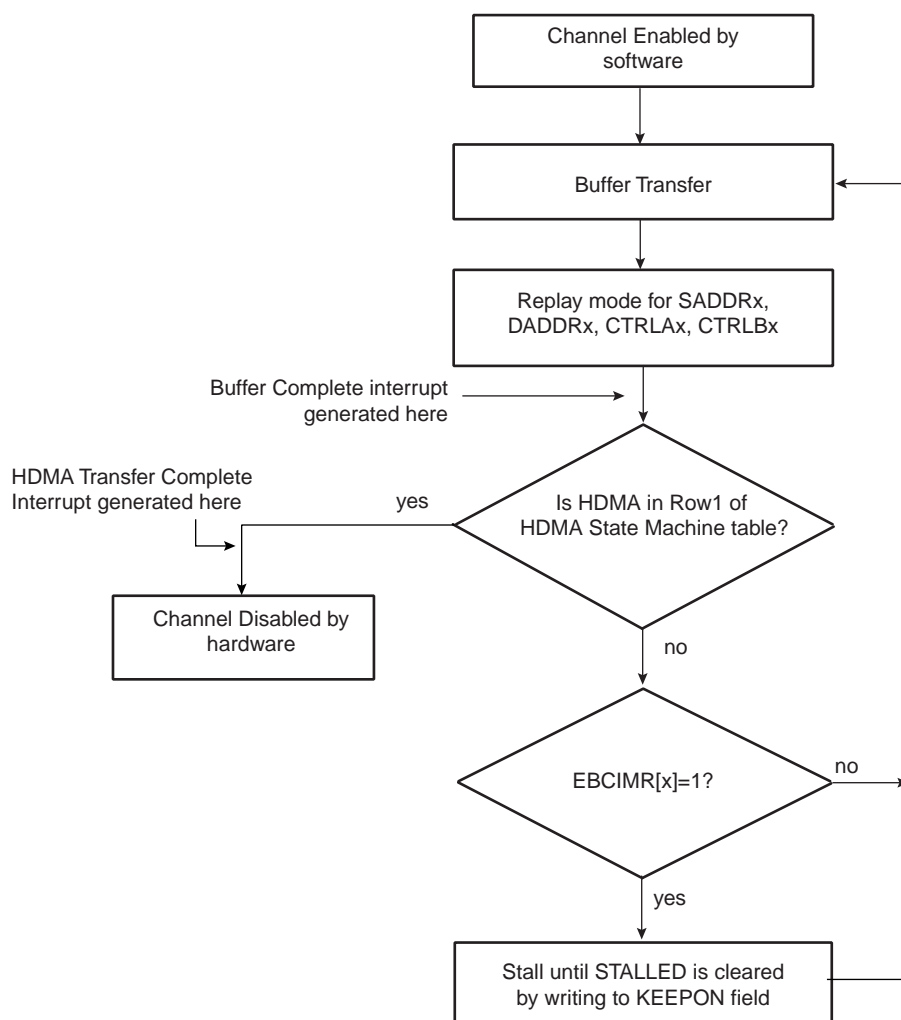 Channel Enabled by
software
Buffer Transfer
Replay mode for SADDRx,
DADDRx, CTRLAx, CTRLBx
Buffer Complete interrupt
generated here
HDMA Transfer Complete
Interrupt generated here
yes
Is HDMA in Row1 of
HDMA State Machine table?
Channel Disabled by
hardware
no
EBCIMR[x]=1?
no
yes
Stall until STALLED is cleared
by writing to KEEPON field